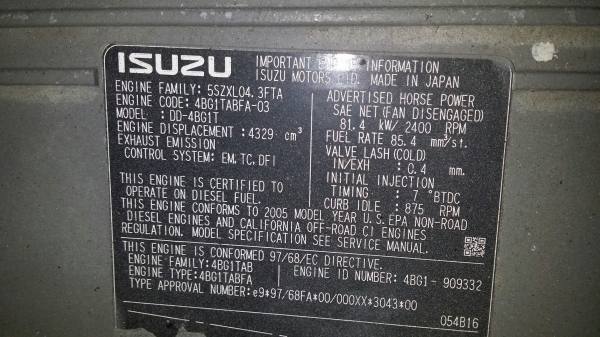 ISUZU
IMPORTANT ENGINE INFORMATION
ISUZU MOTORS LTD. MADE IN JAPAN
ENGINE FAMILY: 5SZXL04.3FTA
ENGINE CODE: 4BG1TABFA-03
MODEL: DD-4BG1T
ENGINE DISPLACEMENT: 4329 cm³
EXHAUST EMISSION
CONTROL SYSTEM: EM, TC, DFI
THIS ENGINE IS CERTIFIED TO
OPERATE ON DIESEL FUEL.
ADVERTISED HORSE POWER
SAE NET(FAN DISENGAGED)
81.4 kW/ 2400 RPM
FUEL RATE 85.4 mm³/st.
VALVE LASH(COLD)
IN/EXH : 0.4 mm.
INITIAL INJECTION
TIMING : 7 °BTDC
CURB IDLE : 875 RPM
THIS ENGINE CONFORMS TO 2005 MODEL YEAR U.S.EPA NON-ROAD
DIESEL ENGINES AND CALIFORNIA OFF-ROAD CI ENGINES
REGULATION. MODEL SPECIFICATION SEE SERVICE MANUAL.
THIS ENGINE IS CONFORMED 97/68/EC DIRECTIVE.
ENGINE FAMILY:4BG1TAB
ENGINE TYPE:4BG1TABFA
ENGINE ID NUMBER: 4BG1- 909332
TYPE APPROVAL NUMBER:e9*97/68FA*00/000XX*3043*00
054B16